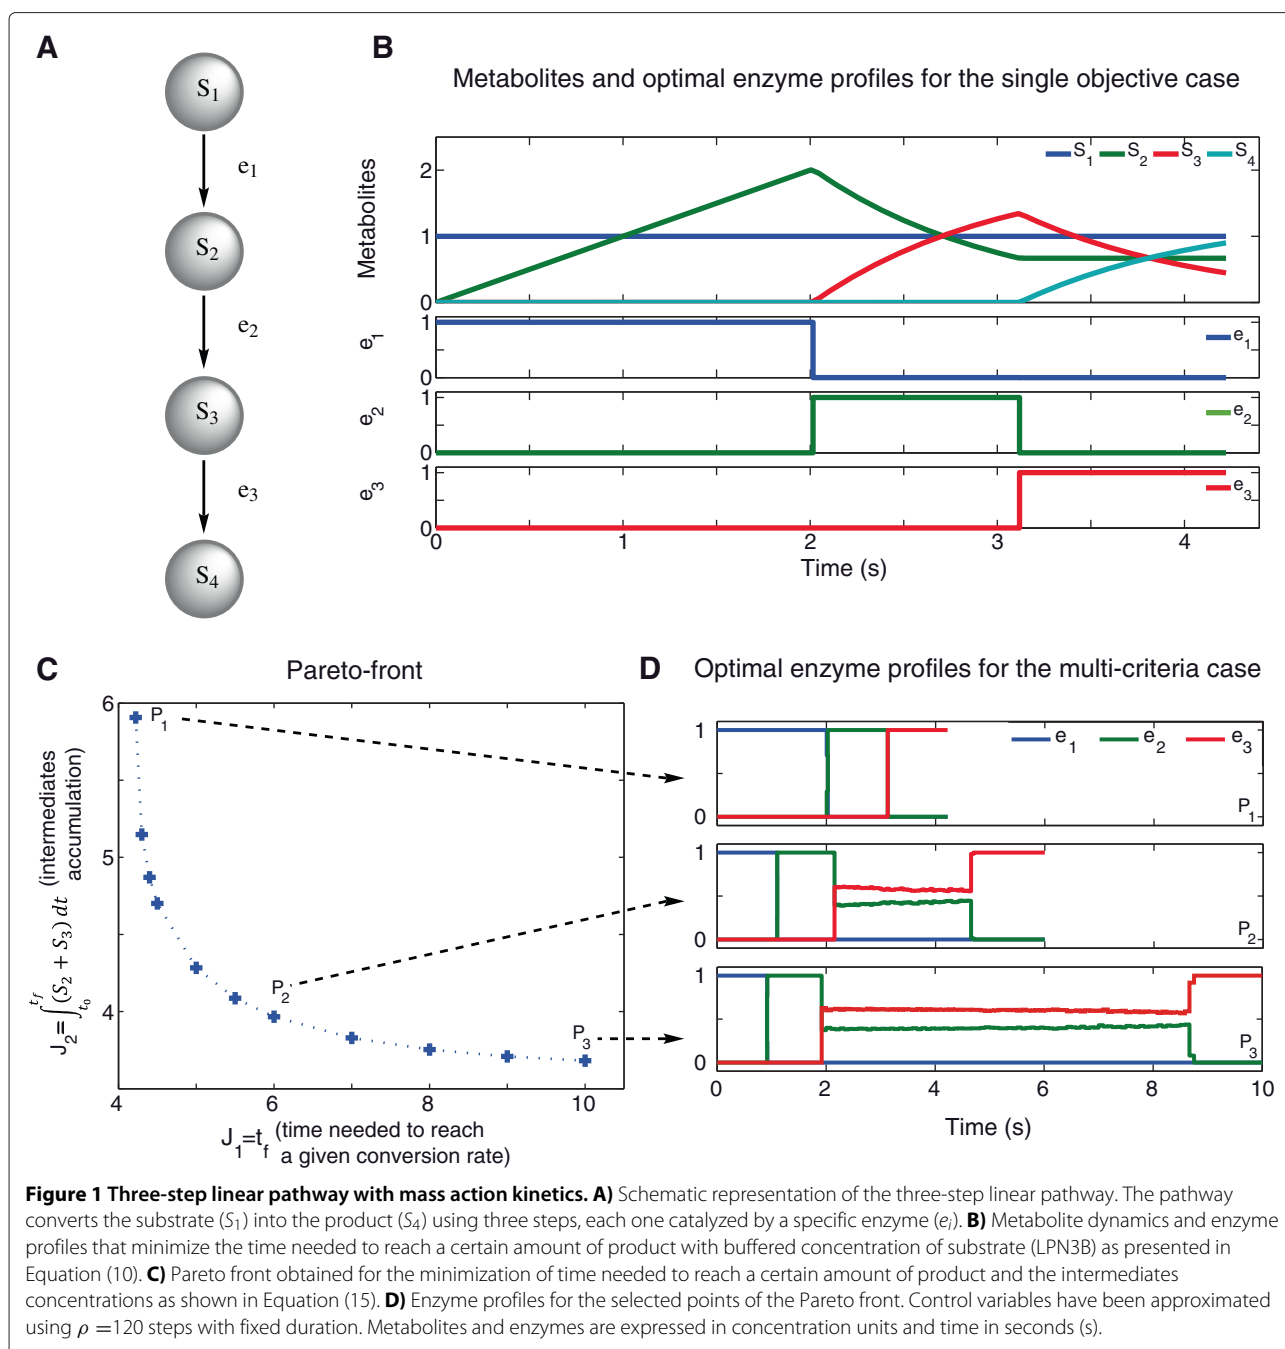 A
S1
e1
S2
e2
S3
e3
S4
B
Metabolites and optimal enzyme profiles for the single objective case
Metabolites
2
1
0
S1 S2 S3 S4
e1
1
0
e1
e2
1
0
e2
e3
1
0
e3
0 1 2 3 4
Time (s)
C
Pareto-front
J2=∫t0tf(S2 + S3) dt (intermediates
accumulation)
6
5
4
P1
P2
P3
4 6 8 10
J1=tf (time needed to reach
a given conversion rate)
D
Optimal enzyme profiles for the multi-criteria case
1
0
e1 e2 e3
P1
1
0
P2
1
0
P3
0 2 4 6 8 10
Time (s)
Figure 1 Three-step linear pathway with mass action kinetics. A) Schematic representation of the three-step linear pathway. The pathway
converts the substrate (S1) into the product (S4) using three steps, each one catalyzed by a specific enzyme (ei). B) Metabolite dynamics and enzyme
profiles that minimize the time needed to reach a certain amount of product with buffered concentration of substrate (LPN3B) as presented in
Equation (10). C) Pareto front obtained for the minimization of time needed to reach a certain amount of product and the intermediates
concentrations as shown in Equation (15). D) Enzyme profiles for the selected points of the Pareto front. Control variables have been approximated
using ρ =120 steps with fixed duration. Metabolites and enzymes are expressed in concentration units and time in seconds (s).